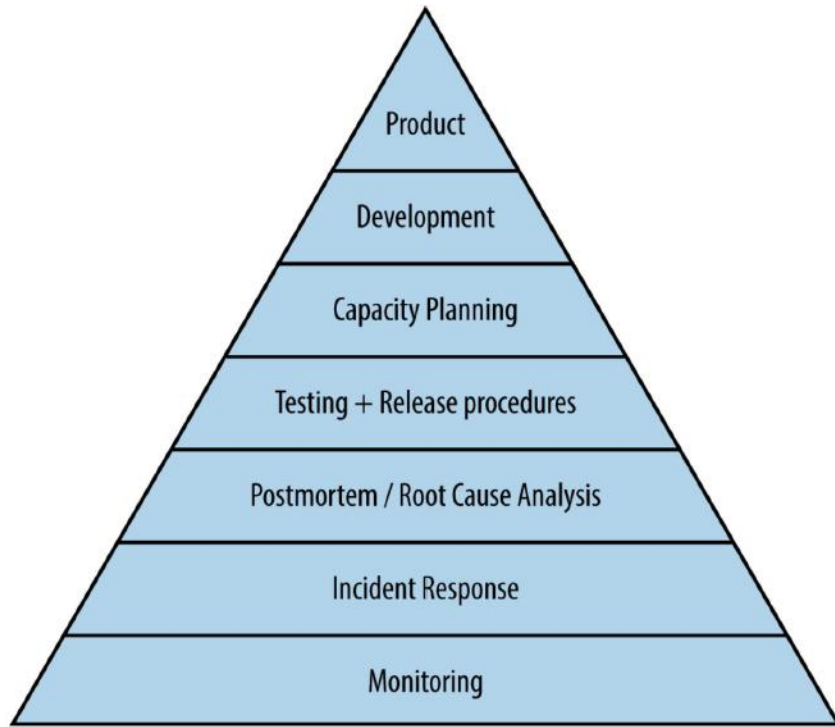 Product
Development
Capacity Planning
Testing + Release procedures
Postmortem / Root Cause Analysis
Incident Response
Monitoring